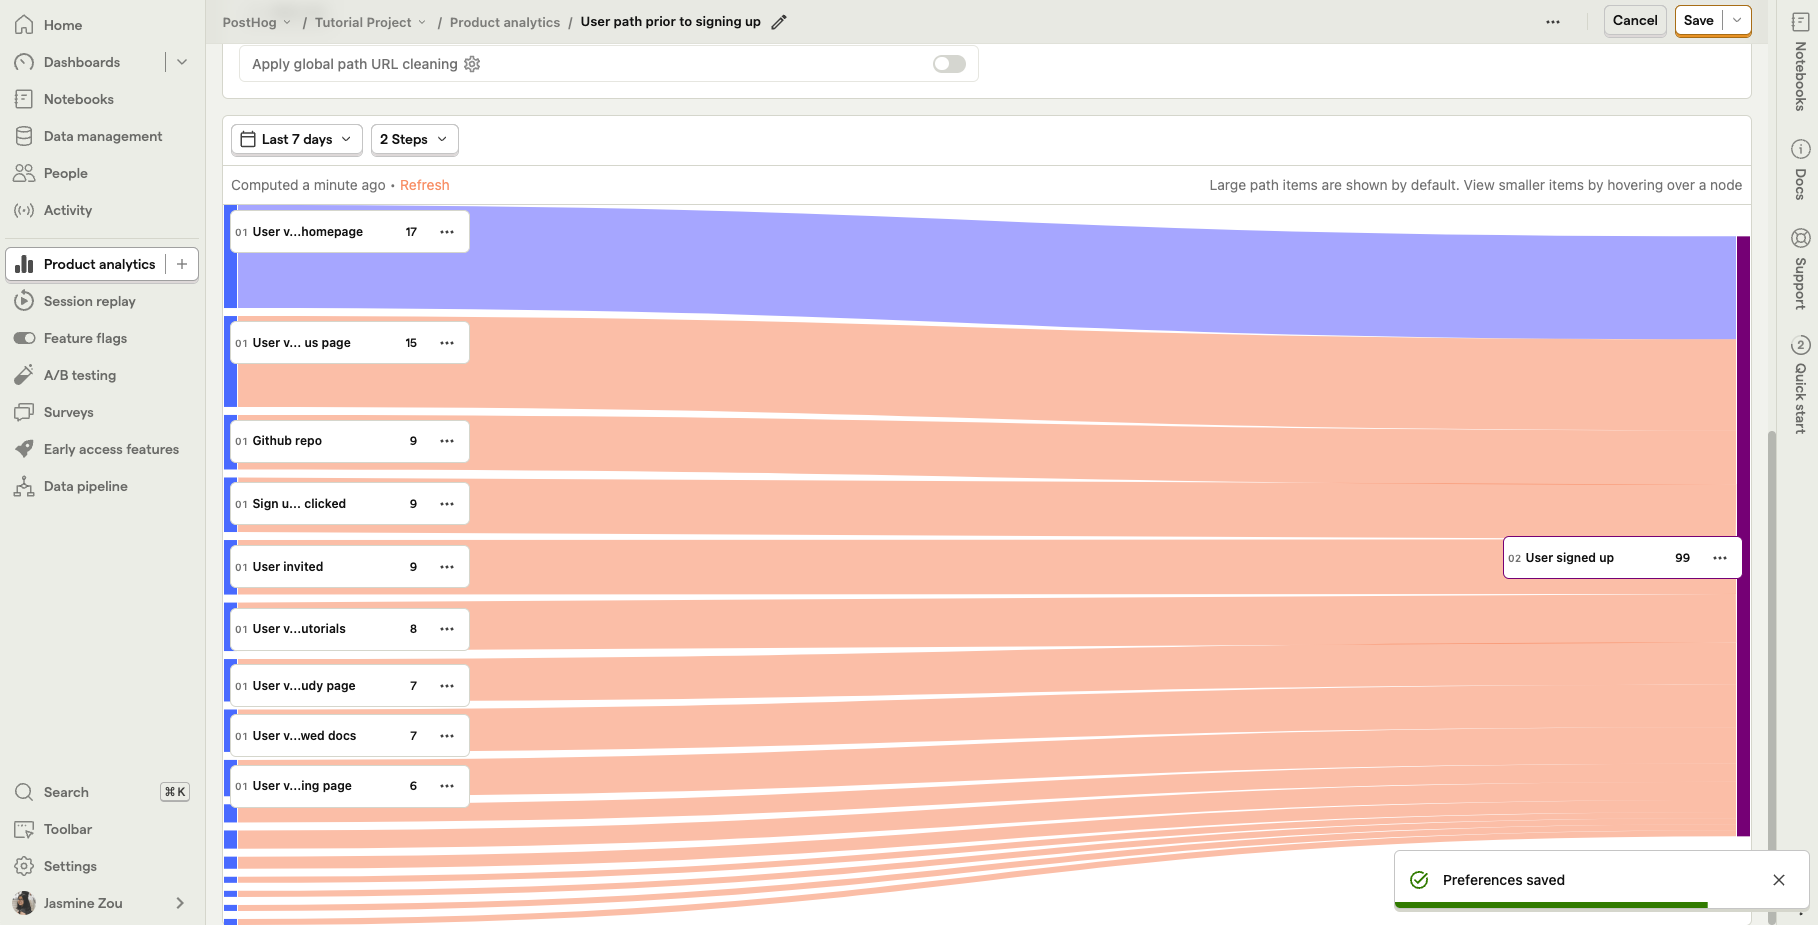 Home
Dashboards
Notebooks
Data management
People
Activity
Product analytics
Session replay
Feature flags
A/B testing
Surveys
Early access features
Data pipeline
Search ⌘ K
Toolbar
Settings
Jasmine Zou
PostHog / Tutorial Project / Product analytics / User path prior to signing up
Cancel
Save
Apply global path URL cleaning
Last 7 days
2 Steps
Computed a minute ago • Refresh
Large path items are shown by default. View smaller items by hovering over a node
01 User v...homepage 17
01 User v... us page 15
01 Github repo 9
01 Sign u... clicked 9
01 User invited 9
01 User v...utorials 8
01 User v...udy page 7
01 User v...wed docs 7
01 User v...ing page 6
02 User signed up 99
Preferences saved
Notebooks
Docs
Support
2
Quick start